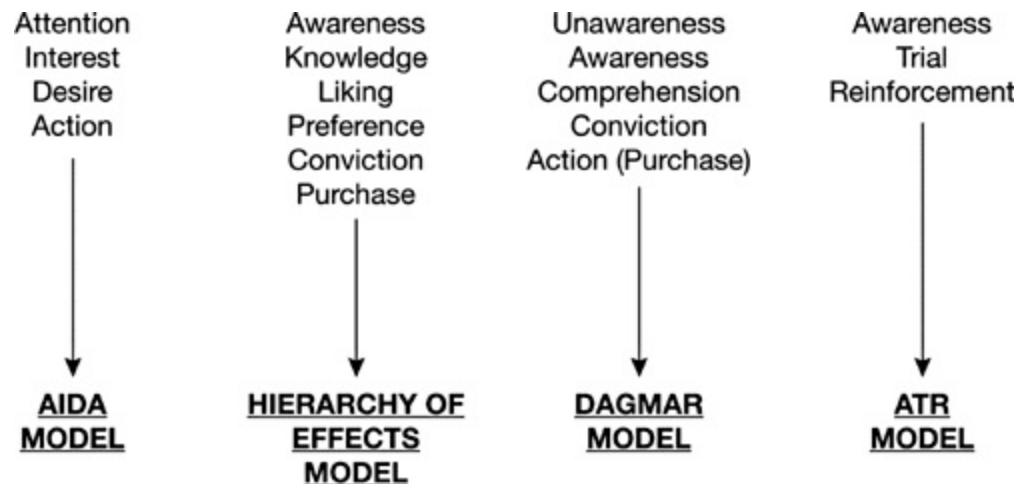 Attention
Interest
Desire
Action
AIDA
MODEL
Awareness
Knowledge
Liking
Preference
Conviction
Purchase
HIERARCHY OF
EFFECTS
MODEL
Unawareness
Awareness
Comprehension
Conviction
Action (Purchase)
DAGMAR
MODEL
Awareness
Trial
Reinforcement
ATR
MODEL